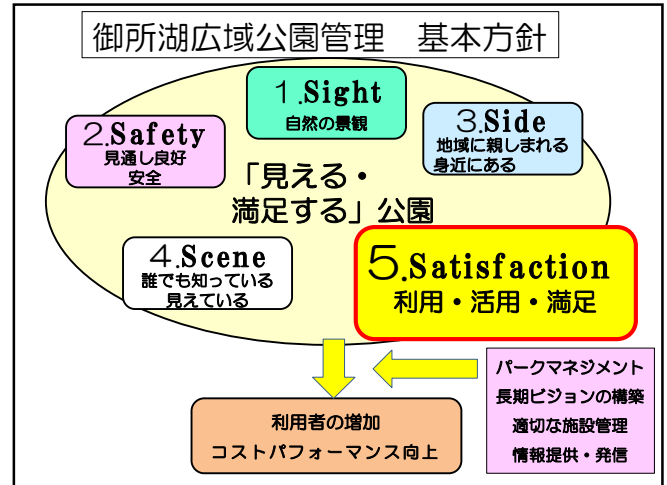 御所湖広域公園管理　基本方針
1.Sight
自然の景観
2.Safety
見通し良好
安全
3.Side
地域に親しまれる
身近にある
「見える・
満足する」公園
4.Scene
誰でも知っている
見えている
5.Satisfaction
利用・活用・満足
パークマネジメント
長期ビジョンの構築
適切な施設管理
情報提供・発信
利用者の増加
コストパフォーマンス向上